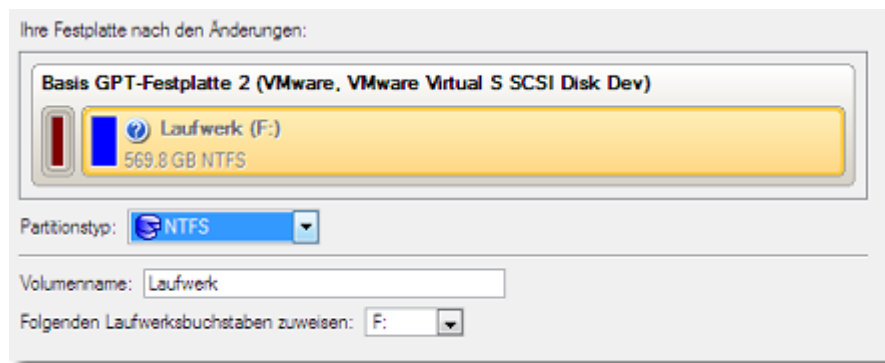 Ihre Festplatte nach den Änderungen:
Basis GPT-Festplatte 2 (VMware, VMware Virtual S SCSI Disk Dev)
Laufwerk (F:)
569.8 GB NTFS
Partitionstyp: NTFS
Volumenname: Laufwerk
Folgenden Laufwerksbuchstaben zuweisen: F: